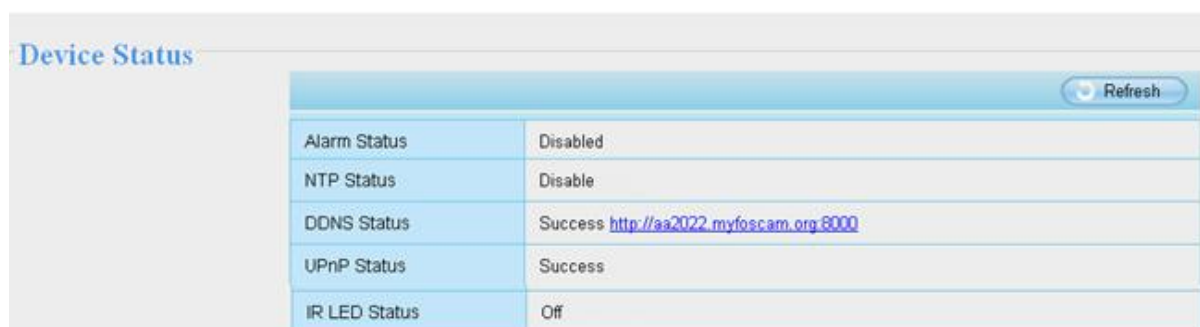 Device Status
Refresh
Alarm Status Disabled
NTP Status Disable
DDNS Status Success http://aa2022.myfoscam.org:8000
UPnP Status Success
IR LED Status Off